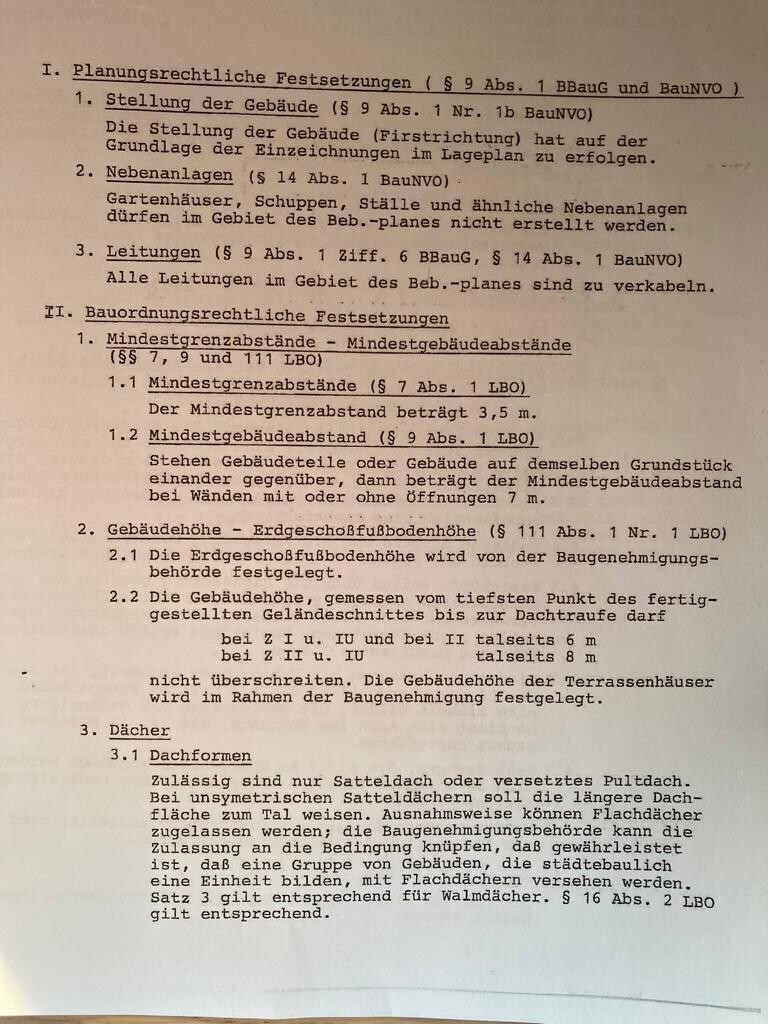 I. Planungsrechtliche Festsetzungen ( § 9 Abs. 1 BBauG und BauNVO )
1. Stellung der Gebäude (§ 9 Abs. 1 Nr. 1b BauNVO)
Die Stellung der Gebäude (Firstrichtung) hat auf der
Grundlage der Einzeichnungen im Lageplan zu erfolgen.
2. Nebenanlagen (§ 14 Abs. 1 BauNVO)
Gartenhäuser, Schuppen, Ställe und ähnliche Nebenanlagen
dürfen im Gebiet des Beb.-planes nicht erstellt werden.
3. Leitungen (§ 9 Abs. 1 Ziff. 6 BBauG, § 14 Abs. 1 BauNVO)
Alle Leitungen im Gebiet des Beb.-planes sind zu verkabeln.
II. Bauordnungsrechtliche Festsetzungen
1. Mindestgrenzabstände - Mindestgebäudeabstände
(§§ 7, 9 und 111 LBO)
1.1 Mindestgrenzabstände (§ 7 Abs. 1 LBO)
Der Mindestgrenzabstand beträgt 3,5 m.
1.2 Mindestgebäudeabstand (§ 9 Abs. 1 LBO)
Stehen Gebäudeteile oder Gebäude auf demselben Grundstück
einander gegenüber, dann beträgt der Mindestgebäudeabstand
bei Wänden mit oder ohne Öffnungen 7 m.
2. Gebäudehöhe - Erdgeschoßfußbodenhöhe (§ 111 Abs. 1 Nr. 1 LBO)
2.1 Die Erdgeschoßfußbodenhöhe wird von der Baugenehmigungs-
behörde festgelegt.
2.2 Die Gebäudehöhe, gemessen vom tiefsten Punkt des fertig-
gestellten Geländeschnittes bis zur Dachtraufe darf
bei Z I u. IU und bei II talseits 6 m
bei Z II u. IU talseits 8 m
nicht überschreiten. Die Gebäudehöhe der Terrassenhäuser
wird im Rahmen der Baugenehmigung festgelegt.
3. Dächer
3.1 Dachformen
Zulässig sind nur Satteldach oder versetztes Pultdach.
Bei unsymetrischen Satteldächern soll die längere Dach-
fläche zum Tal weisen. Ausnahmsweise können Flachdächer
zugelassen werden; die Baugenehmigungsbehörde kann die
Zulassung an die Bedingung knüpfen, daß gewährleistet
ist, daß eine Gruppe von Gebäuden, die städtebaulich
eine Einheit bilden, mit Flachdächern versehen werden.
Satz 3 gilt entsprechend für Walmdächer. § 16 Abs. 2 LBO
gilt entsprechend.